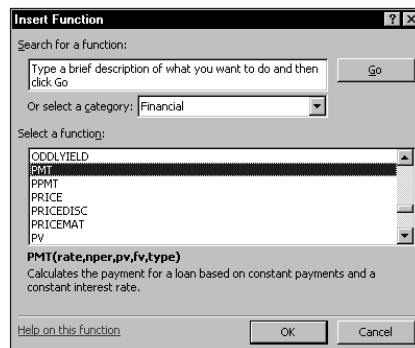 Insert Function
Search for a function:
Type a brief description of what you want to do and then
click Go
Go
Or select a category: Financial
Select a function:
ODDLYIELD
PMT
PPMT
PRICE
PRICEDISC
PRICEMAT
PV
PMT(rate,nper,pv,fv,type)
Calculates the payment for a loan based on constant payments and a
constant interest rate.
Help on this function
OK
Cancel